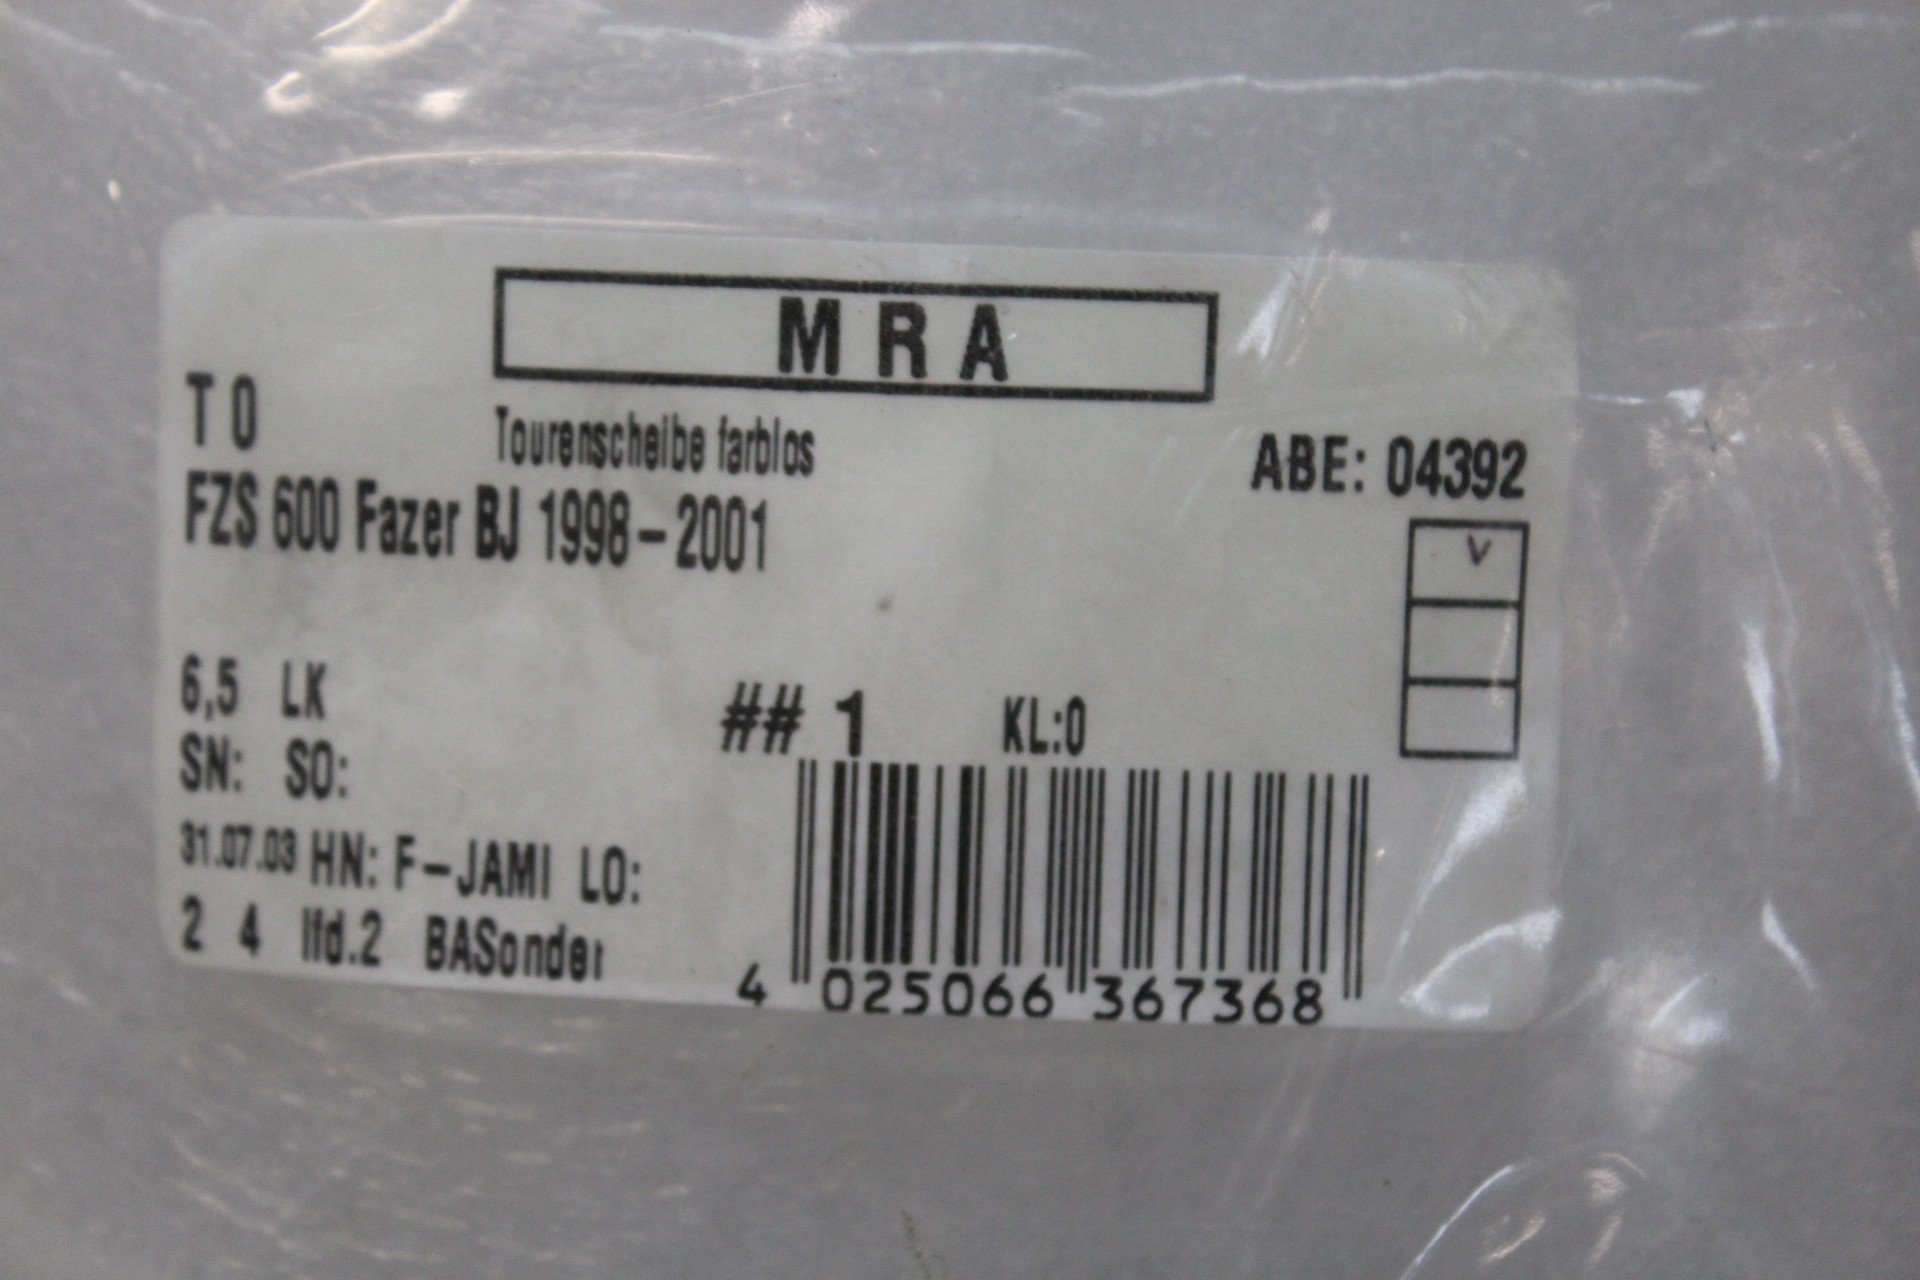 MRA
T0 Tourenscheibe farblos
ABE: 04392
FZS 600 Fazer BJ 1998-2001
V
6,5 LK ## 1 KL:0
SN: SO:
31.07.03 HN: F-JAMI LO:
2 4 lfd.2 BASonder
4 025066 367368